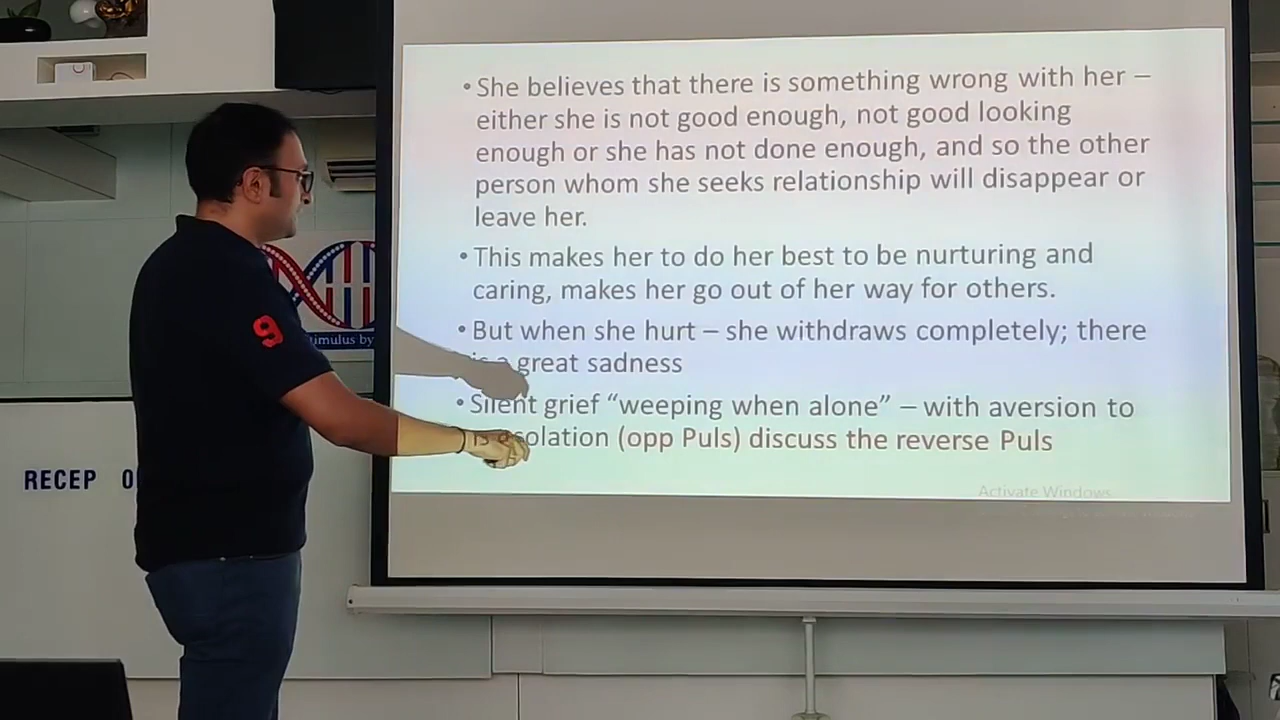 • She believes that there is something wrong with her –
either she is not good enough, not good looking
enough or she has not done enough, and so the other
person whom she seeks relationship will disappear or
leave her.
• This makes her to do her best to be nurturing and
caring, makes her go out of her way for others.
• But when she hurt – she withdraws completely; there
is a great sadness
• Silent grief “weeping when alone” – with aversion to
(opp Puls) discuss the reverse Puls
Activate Windows
9
timulus by
RECEP